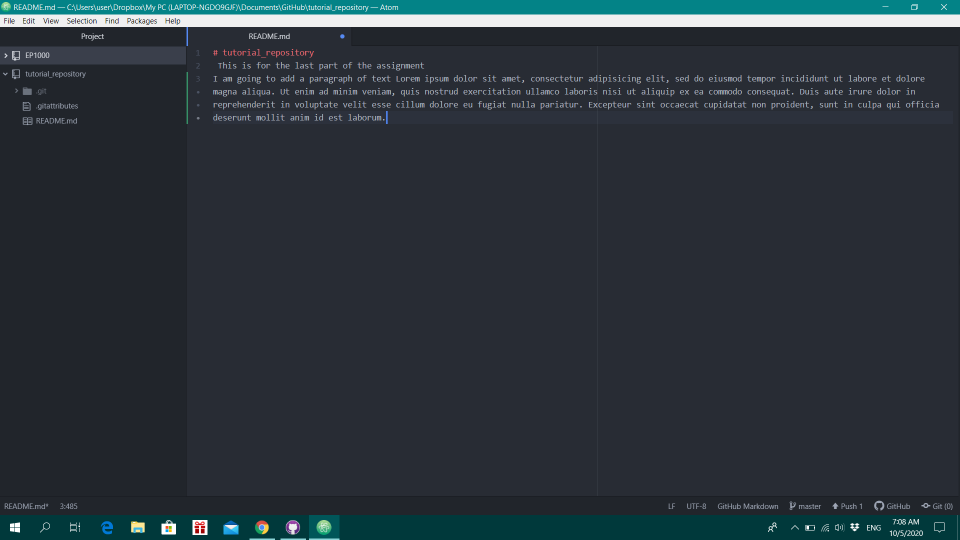 README.md — C:\Users\user\Dropbox\My PC (LAPTOP-NGDO9GJF)\Documents\GitHub\tutorial_repository — Atom
File Edit View Selection Find Packages Help
Project
README.md
EP1000
tutorial_repository
.git
.gitattributes
README.md
1 # tutorial_repository
2 This is for the last part of the assignment
3 I am going to add a paragraph of text Lorem ipsum dolor sit amet, consectetur adipisicing elit, sed do eiusmod tempor incididunt ut labore et dolore
magna aliqua. Ut enim ad minim veniam, quis nostrud exercitation ullamco laboris nisi ut aliquip ex ea commodo consequat. Duis aute irure dolor in
reprehenderit in voluptate velit esse cillum dolore eu fugiat nulla pariatur. Excepteur sint occaecat cupidatat non proident, sunt in culpa qui officia
deserunt mollit anim id est laborum.
README.md* 3:485 LF UTF-8 GitHub Markdown master Push 1 GitHub Git (0)
ENG
7:08 AM
10/5/2020